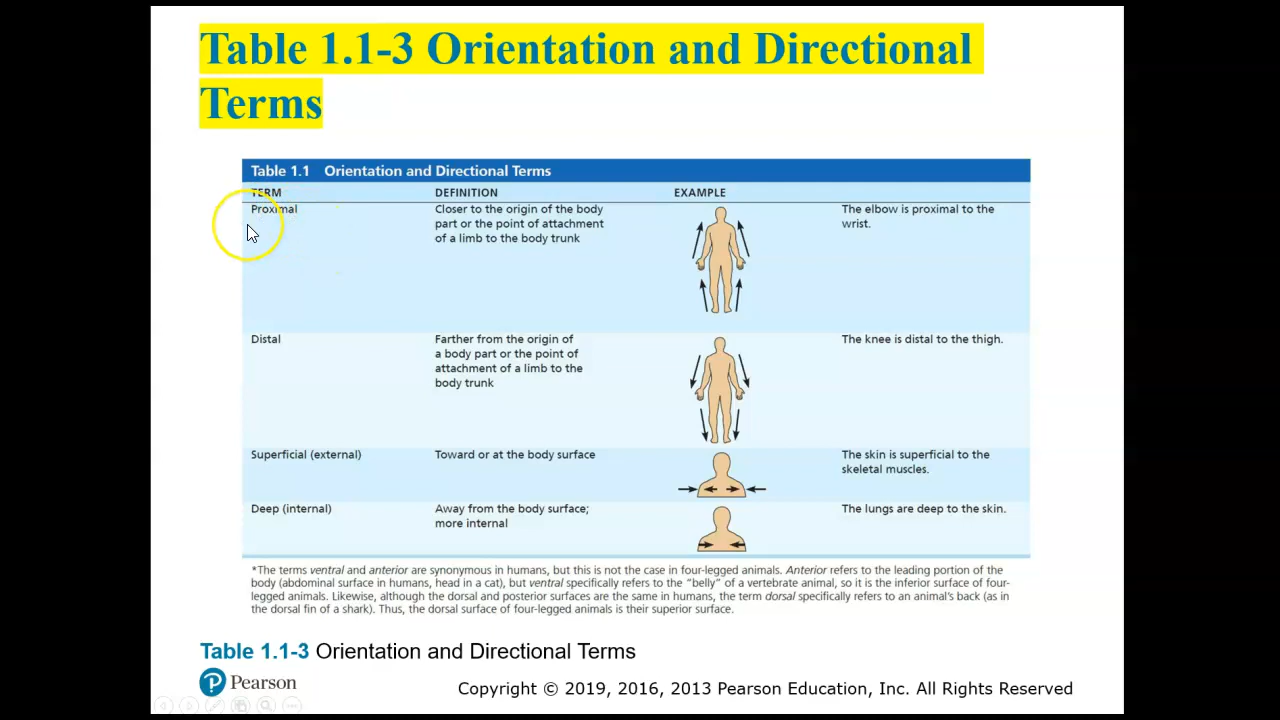 Table 1.1-3 Orientation and Directional
Terms
Table 1.1 Orientation and Directional Terms
TERM DEFINITION EXAMPLE
Proximal Closer to the origin of the body The elbow is proximal to the
part or the point of attachment wrist.
of a limb to the body trunk
Distal Farther from the origin of The knee is distal to the thigh.
a body part or the point of
attachment of a limb to the
body trunk
Superficial (external) Toward or at the body surface The skin is superficial to the
skeletal muscles.
Deep (internal) Away from the body surface; The lungs are deep to the skin.
more internal
*The terms ventral and anterior are synonymous in humans, but this is not the case in four-legged animals. Anterior refers to the leading portion of the
body (abdominal surface in humans, head in a cat), but ventral specifically refers to the "belly" of a vertebrate animal, so it is the inferior surface of four-
legged animals. Likewise, although the dorsal and posterior surfaces are the same in humans, the term dorsal specifically refers to an animal's back (as in
the dorsal fin of a shark). Thus, the dorsal surface of four-legged animals is their superior surface.
Table 1.1-3 Orientation and Directional Terms
P Pearson
Copyright © 2019, 2016, 2013 Pearson Education, Inc. All Rights Reserved